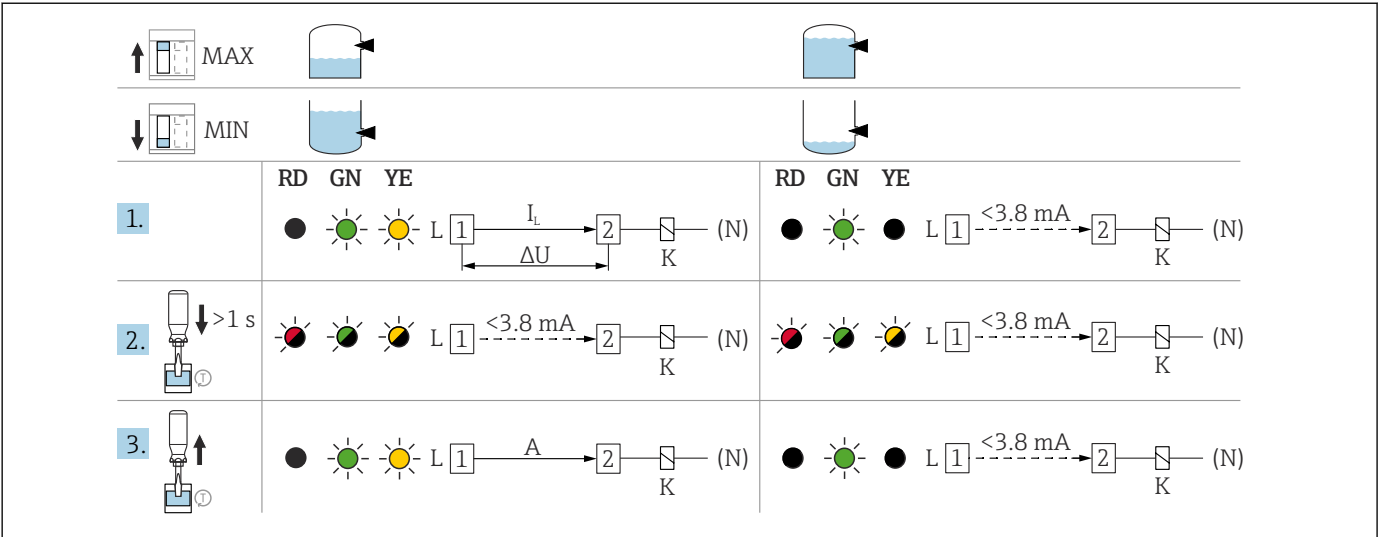 MAX
MIN
RD GN YE RD GN YE
1. L 1 I_L 2 (N) L 1 <3.8 mA 2 (N)
ΔU K K
2. >1 s L 1 <3.8 mA 2 (N) L 1 <3.8 mA 2 (N)
T K K
3. L 1 A 2 (N) L 1 <3.8 mA 2 (N)
T K K